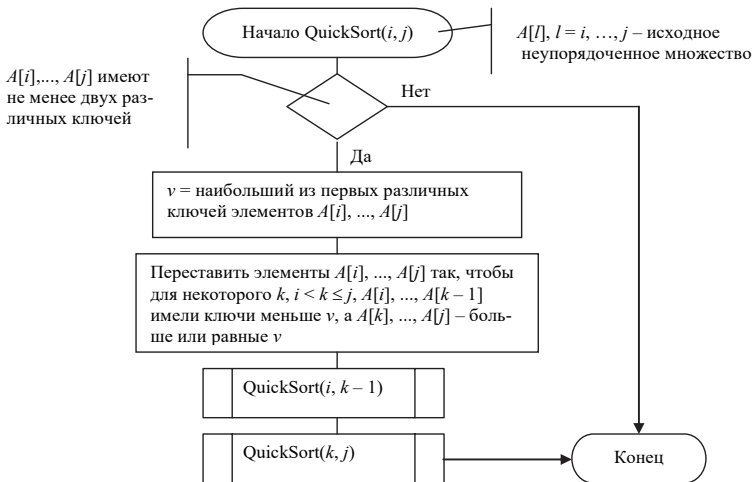 Начало QuickSort(i, j)
A[l], l = i, …, j – исходное
неупорядоченное множество
A[i],..., A[j] имеют
не менее двух раз-
личных ключей
Нет
Да
v = наибольший из первых различных
ключей элементов A[i], ..., A[j]
Переставить элементы A[i], ..., A[j] так, чтобы
для некоторого k, i < k ≤ j, A[i], ..., A[k – 1]
имели ключи меньше v, а A[k], ..., A[j] – боль-
ше или равные v
QuickSort(i, k – 1)
QuickSort(k, j)
Конец